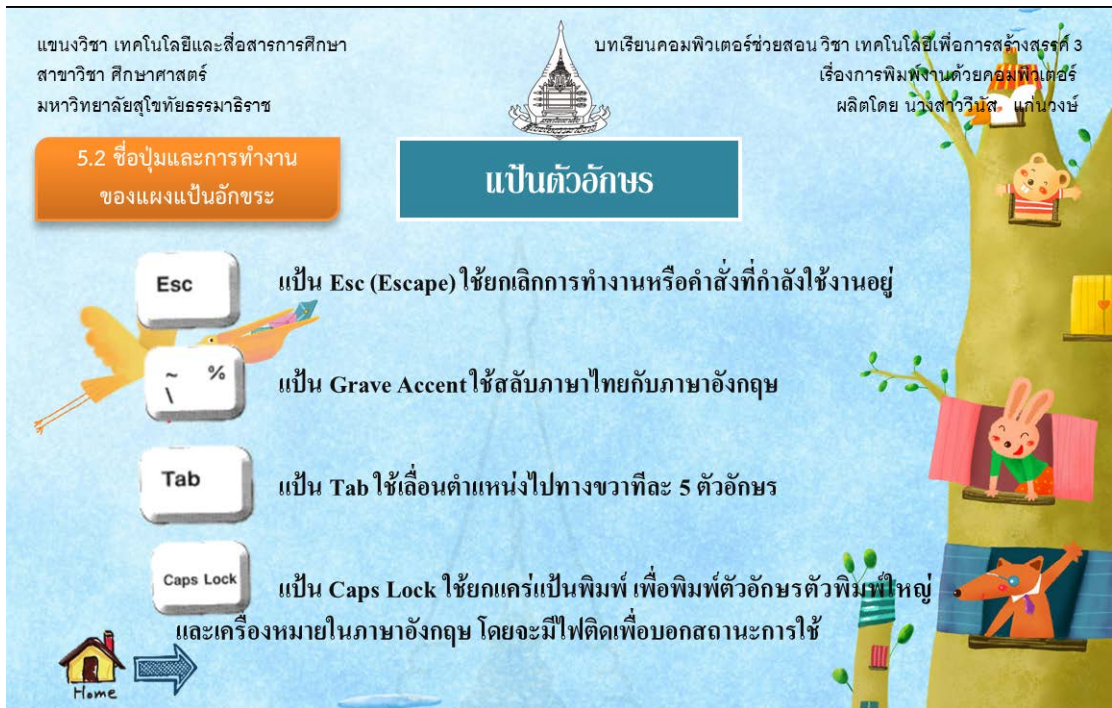 แขนงวิชา เทคโนโลยีและสื่อสารการศึกษา
สาขาวิชา ศึกษาศาสตร์
มหาวิทยาลัยสุโขทัยธรรมาธิราช
บทเรียนคอมพิวเตอร์ช่วยสอน วิชา เทคโนโลยีเพื่อการสร้างสรรค์ 3
เรื่องการพิมพ์งานด้วยคอมพิวเตอร์
ผลิตโดย นางสาววีนัส แก่นวงษ์
5.2 ชื่อปุ่มและการทำงาน
ของแผงแป้นอักขระ
แป้นตัวอักษร
Esc
แป้น Esc (Escape) ใช้ยกเลิกการทำงานหรือคำสั่งที่กำลังใช้งานอยู่
~ %
\
แป้น Grave Accent ใช้สลับภาษาไทยกับภาษาอังกฤษ
Tab
แป้น Tab ใช้เลื่อนตำแหน่งไปทางขวาทีละ 5 ตัวอักษร
Caps Lock
แป้น Caps Lock ใช้ยกแคร่แป้นพิมพ์ เพื่อพิมพ์ตัวอักษรตัวพิมพ์ใหญ่
และเครื่องหมายในภาษาอังกฤษ โดยจะมีไฟติดเพื่อบอกสถานะการใช้
Home